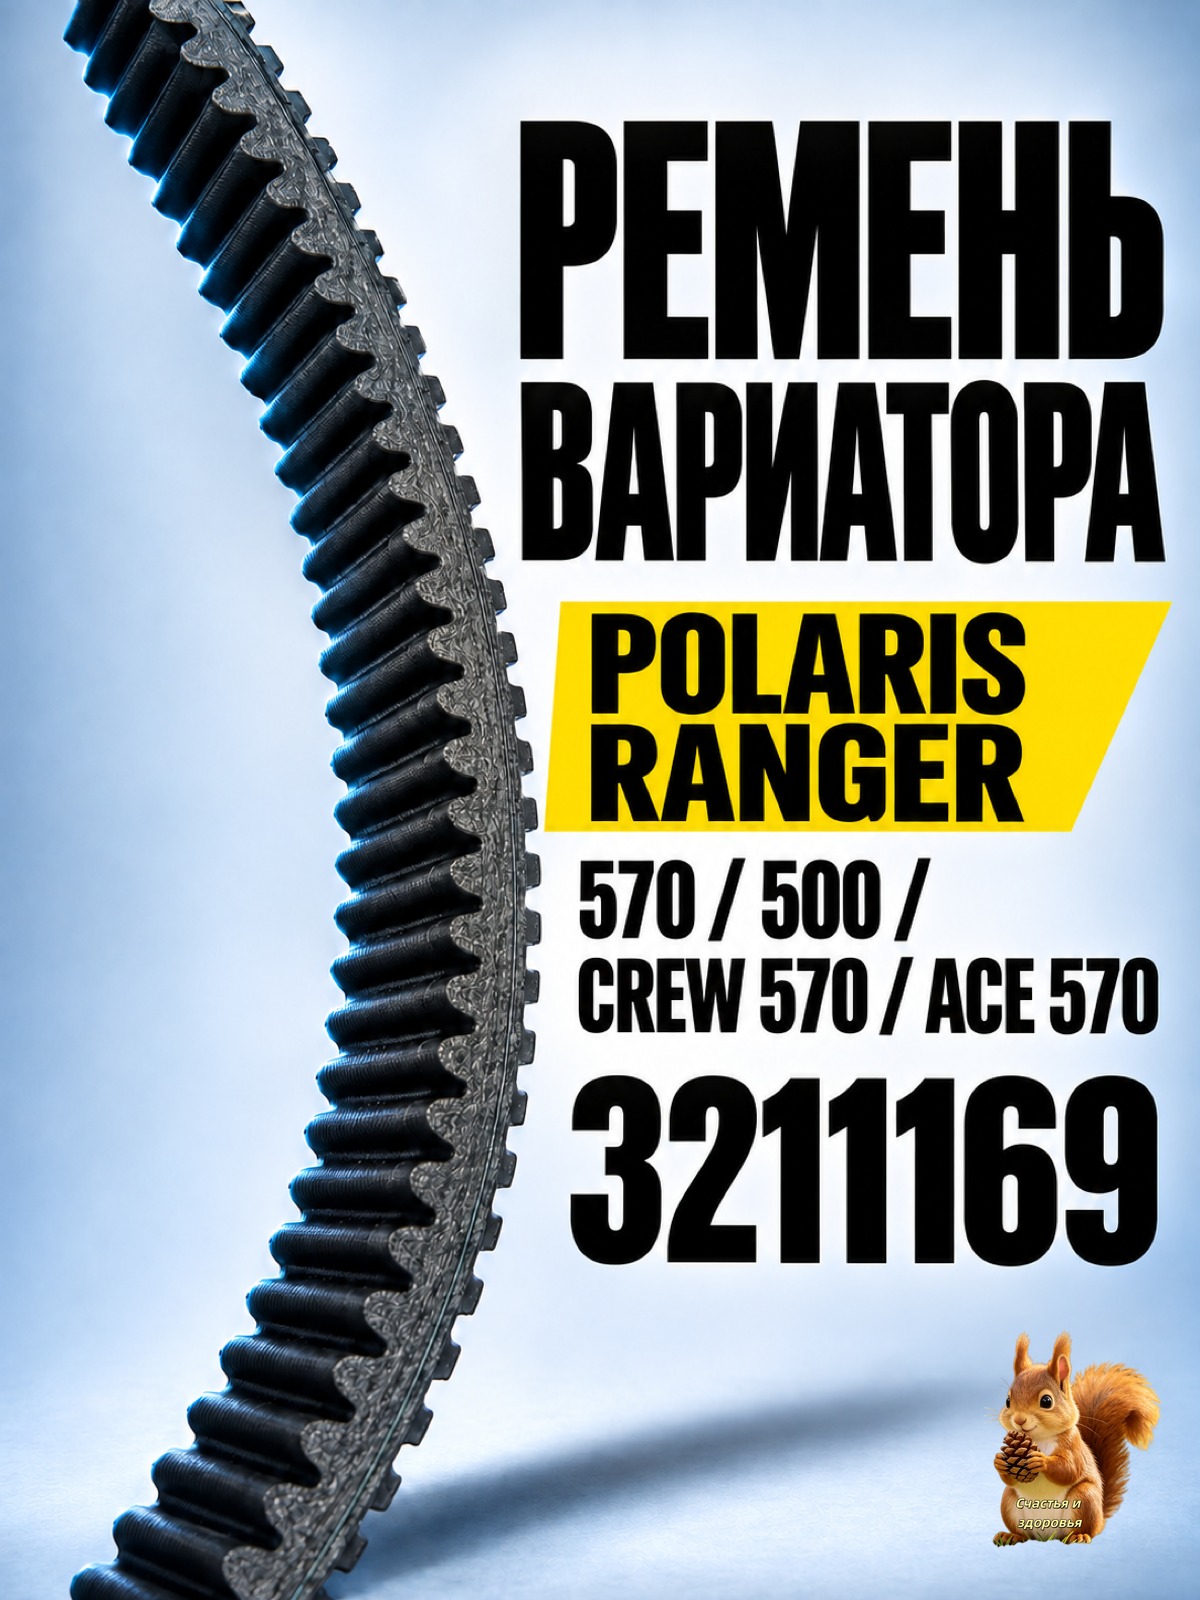 РЕМЕНЬ
ВАРИАТОРА
POLARIS
RANGER
570 / 500 /
CREW 570 / ACE 570
3211169
Счастья и
здоровья